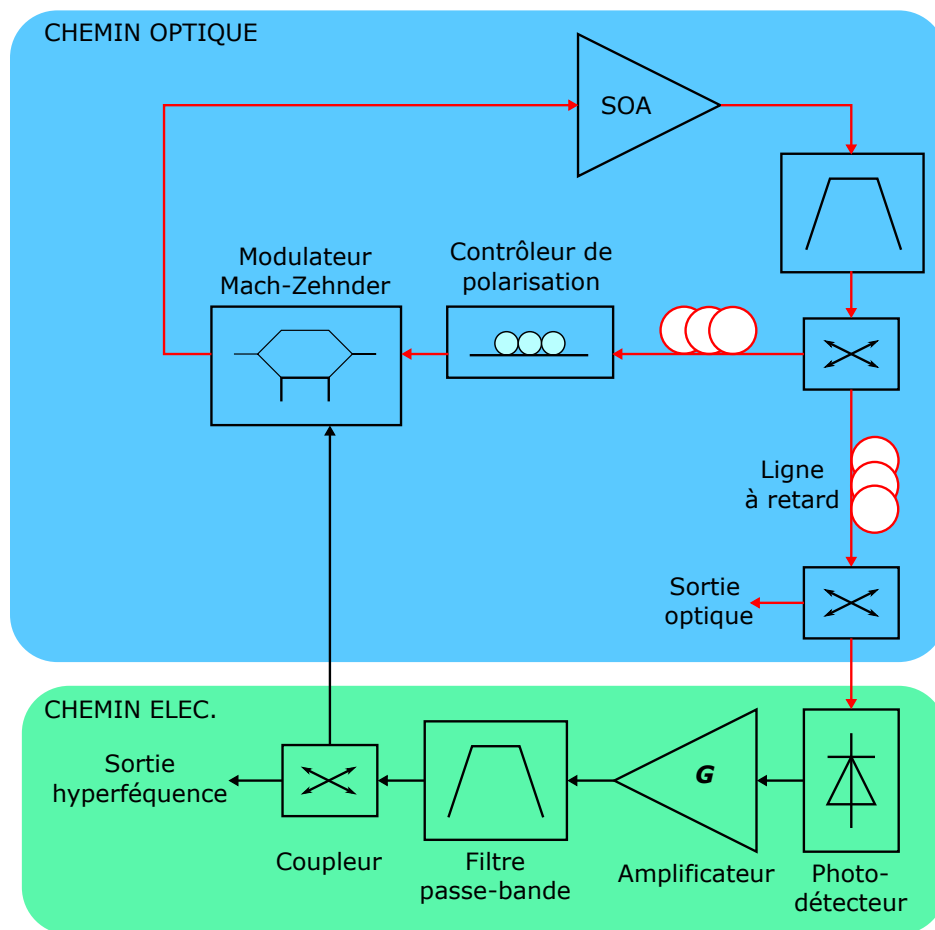 CHEMIN OPTIQUE
SOA
Modulateur
Mach-Zehnder
Contrôleur de
polarisation
Ligne
à retard
Sortie
optique
CHEMIN ELEC.
Sortie
hyperféquence
G
Coupleur
Filtre
passe-bande
Amplificateur
Photo-
détecteur